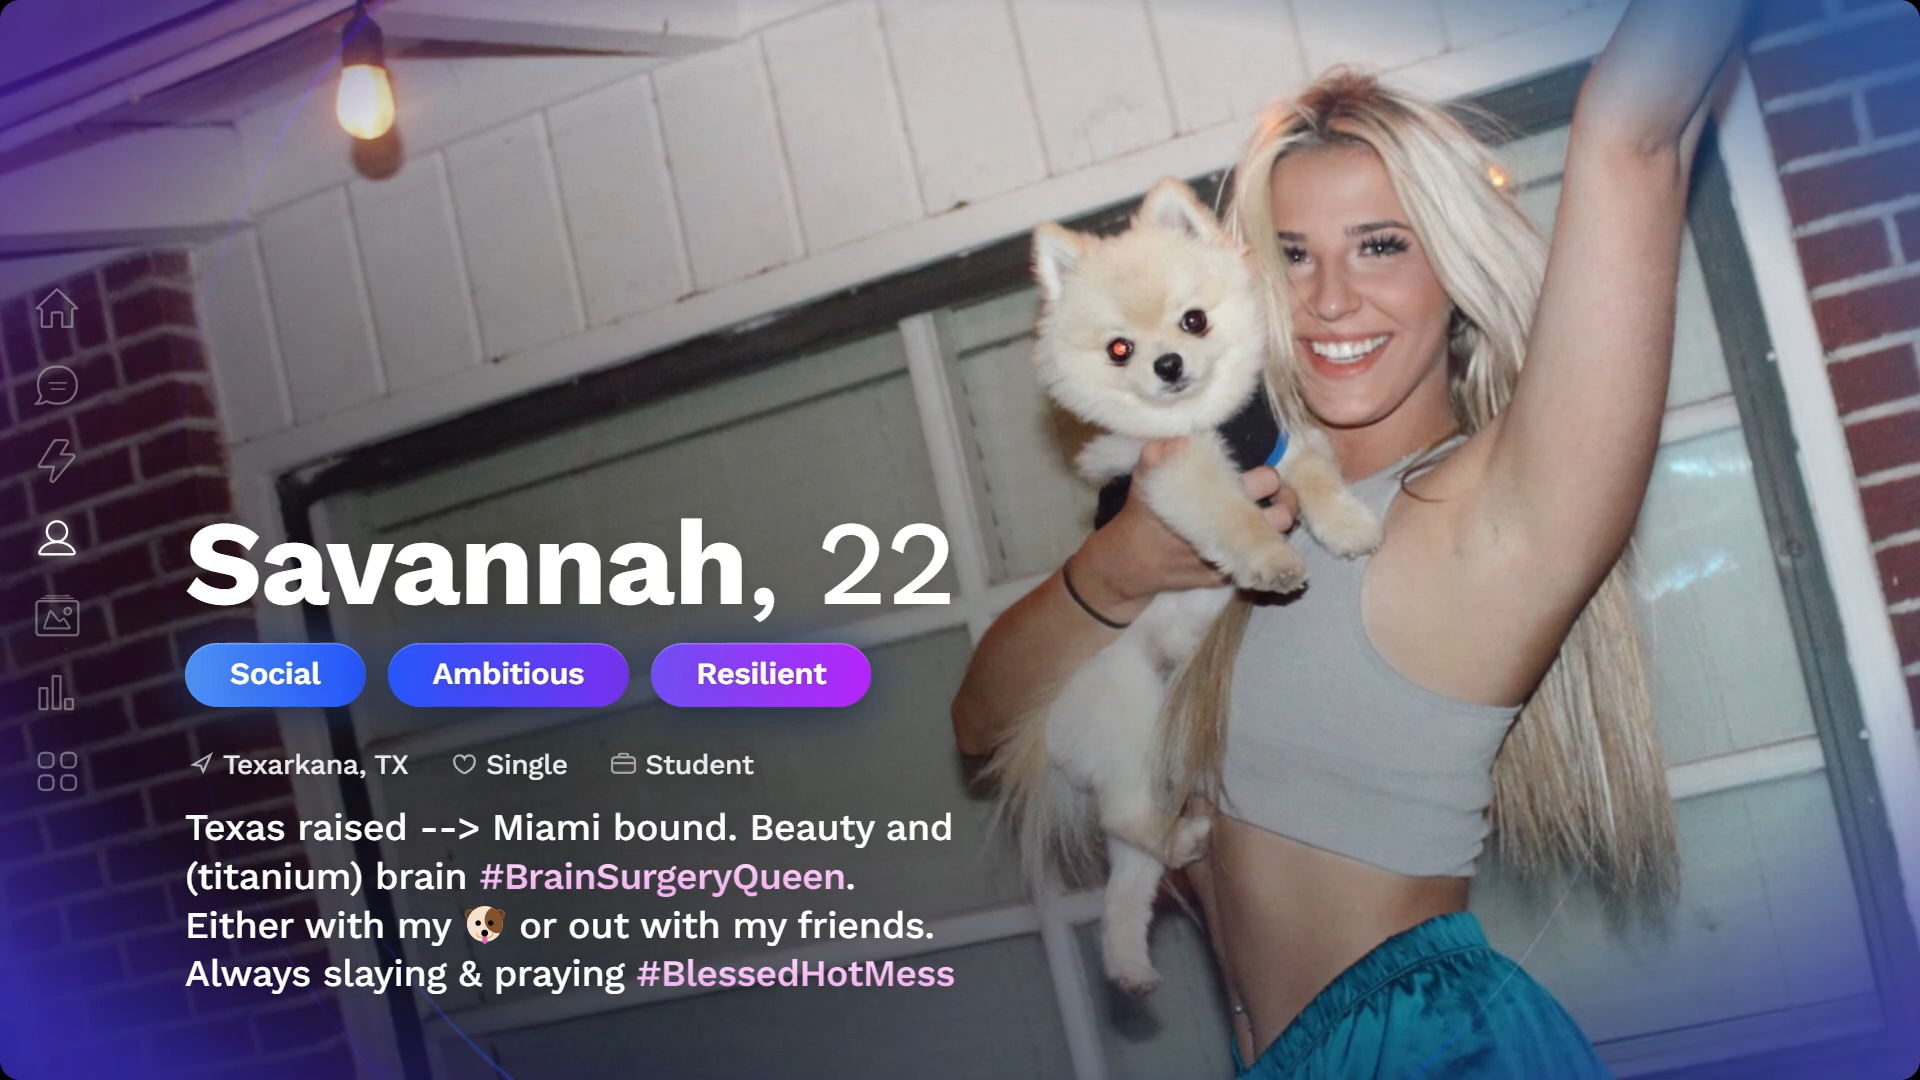 Savannah, 22
Social Ambitious Resilient
Texarkana, TX Single Student
Texas raised --> Miami bound. Beauty and
(titanium) brain #BrainSurgeryQueen.
Either with my 🐶 or out with my friends.
Always slaying & praying #BlessedHotMess